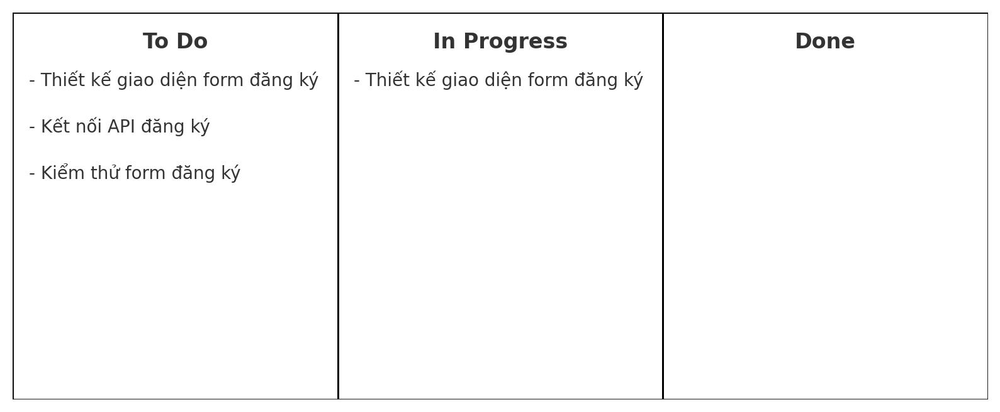 To Do
- Thiết kế giao diện form đăng ký
- Kết nối API đăng ký
- Kiểm thử form đăng ký
In Progress
- Thiết kế giao diện form đăng ký
Done